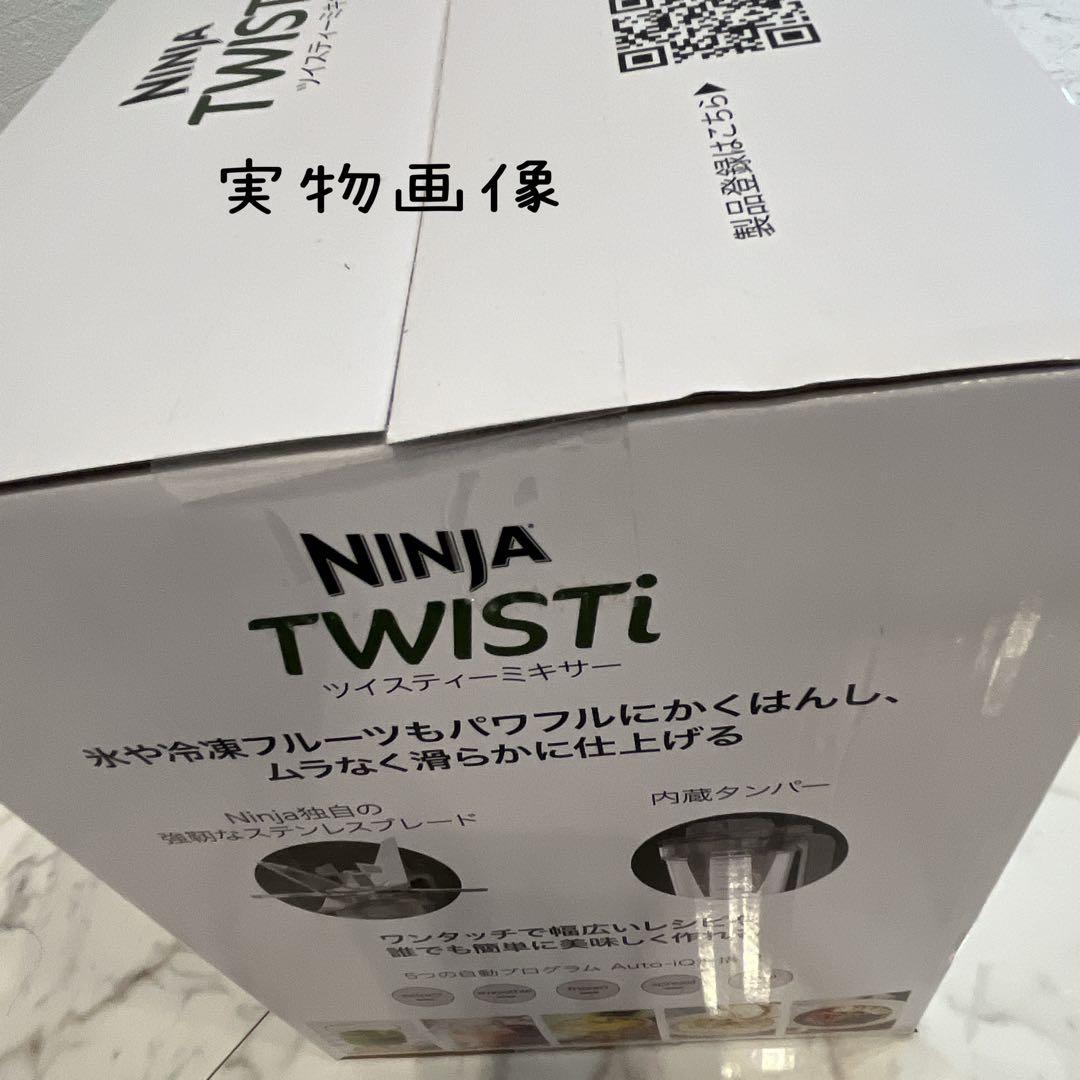 NINJA
TWIST
ツイスティーミキ
製品登録はこちら▶
実物画像
NINJA
TWISTi
ツイスティーミキサー
氷や冷凍フルーツもパワフルにかくはんし、
ムラなく滑らかに仕上げる
Ninja独自の
強靭なステンレスブレード
内蔵タンパー
ワンタッチで幅広いレシピ
誰でも簡単に美味しく作れ
5つの自動プログラム Auto-iQ